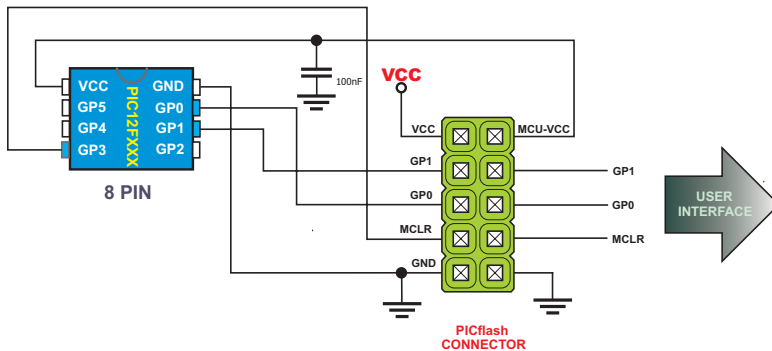 100nF
VCC
VCC
GP5
GP4
GP3
PIC12FXXX
GND
GP0
GP1
GP2
8 PIN
VCC
GP1
GP0
MCLR
GND
MCU-VCC
GP1
GP0
MCLR
USER
INTERFACE
PICflash
CONNECTOR